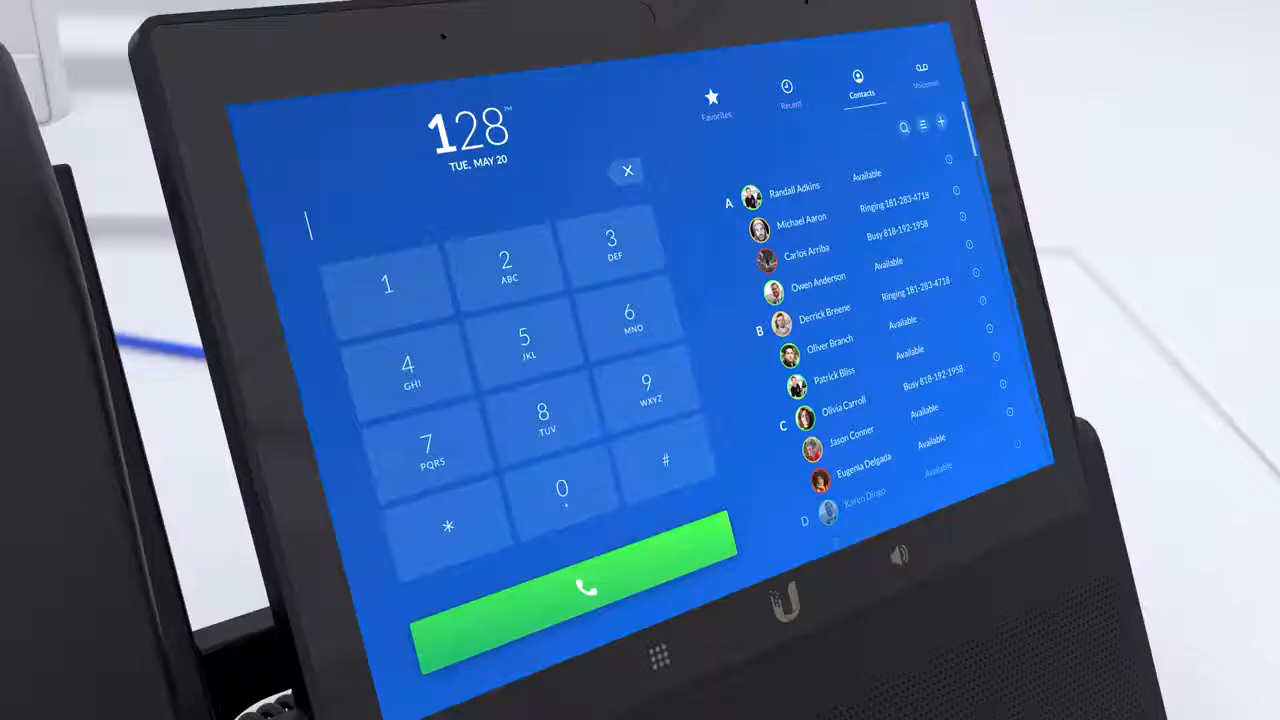 128 PM
TUE, MAY 20
1
2
ABC
3
DEF
4
GHI
5
JKL
6
MNO
7
PQRS
8
TUV
9
WXYZ
*
0
#
Favorites
Recent
Contacts
Voicemail
A
Randall Adkins Available
Michael Aaron Ringing 181-283-4718
Carlos Arriba Busy 818-192-1958
Owen Anderson Available
B
Derrick Breene Ringing 181-283-4718
Oliver Branch Available
Patrick Bliss Available
C
Olivia Carroll Busy 818-192-1958
Jason Conner Available
Eugenia Delgada Available
D
Karen Dingo Available